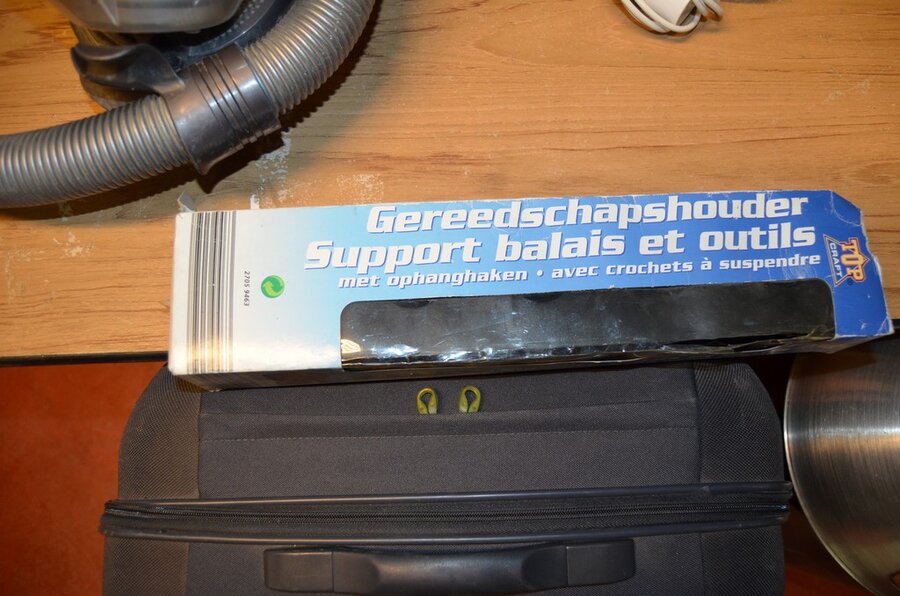 Gereedschapshouder
Support balais et outils
met ophanghaken • avec crochets à suspendre
TOP
CRAFT
2705 9463